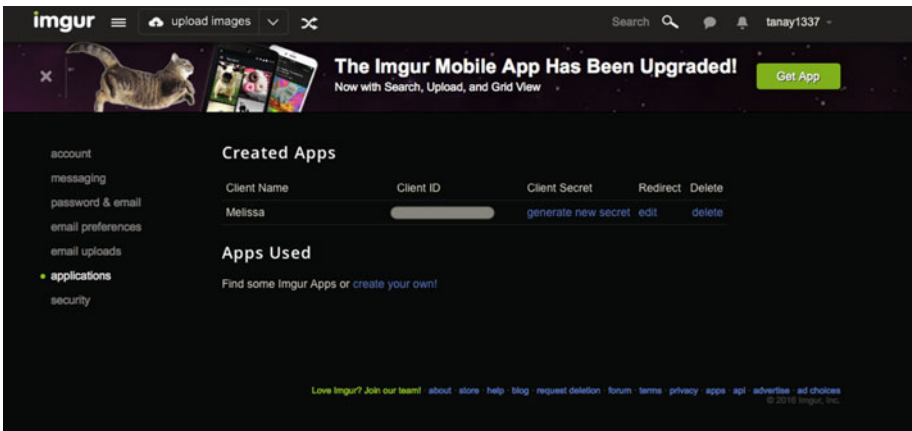 imgur upload images Search tanay1337
The Imgur Mobile App Has Been Upgraded!
Now with Search, Upload, and Grid View
Get App
account
messaging
password & email
email preferences
email uploads
applications
security
Created Apps
Client Name Client ID Client Secret Redirect Delete
Melissa generate new secret edit delete
Apps Used
Find some Imgur Apps or create your own!
Love Imgur? Join our team! about · store · help · blog · request deletion · forum · terms · privacy · apps · api · advertise · ad choices
© 2016 Imgur, Inc.